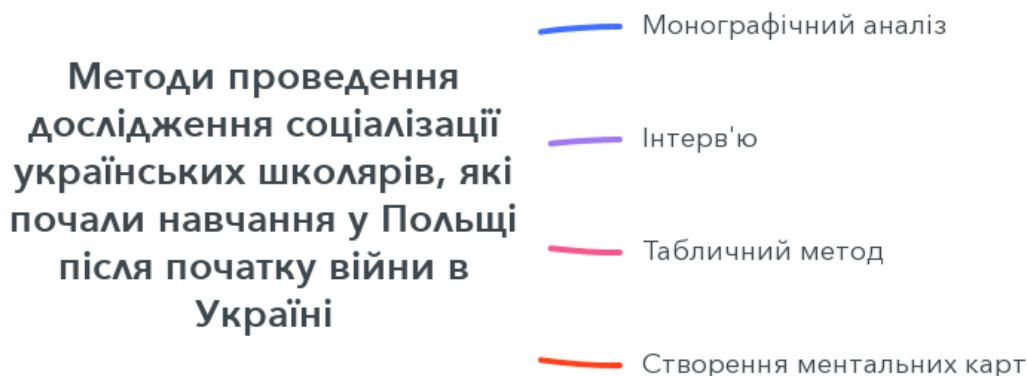 Методи проведення
дослідження соціалізації
українських школярів, які
почали навчання у Польщі
після початку війни в
Україні
Монографічний аналіз
Інтерв'ю
Табличний метод
Створення ментальних карт